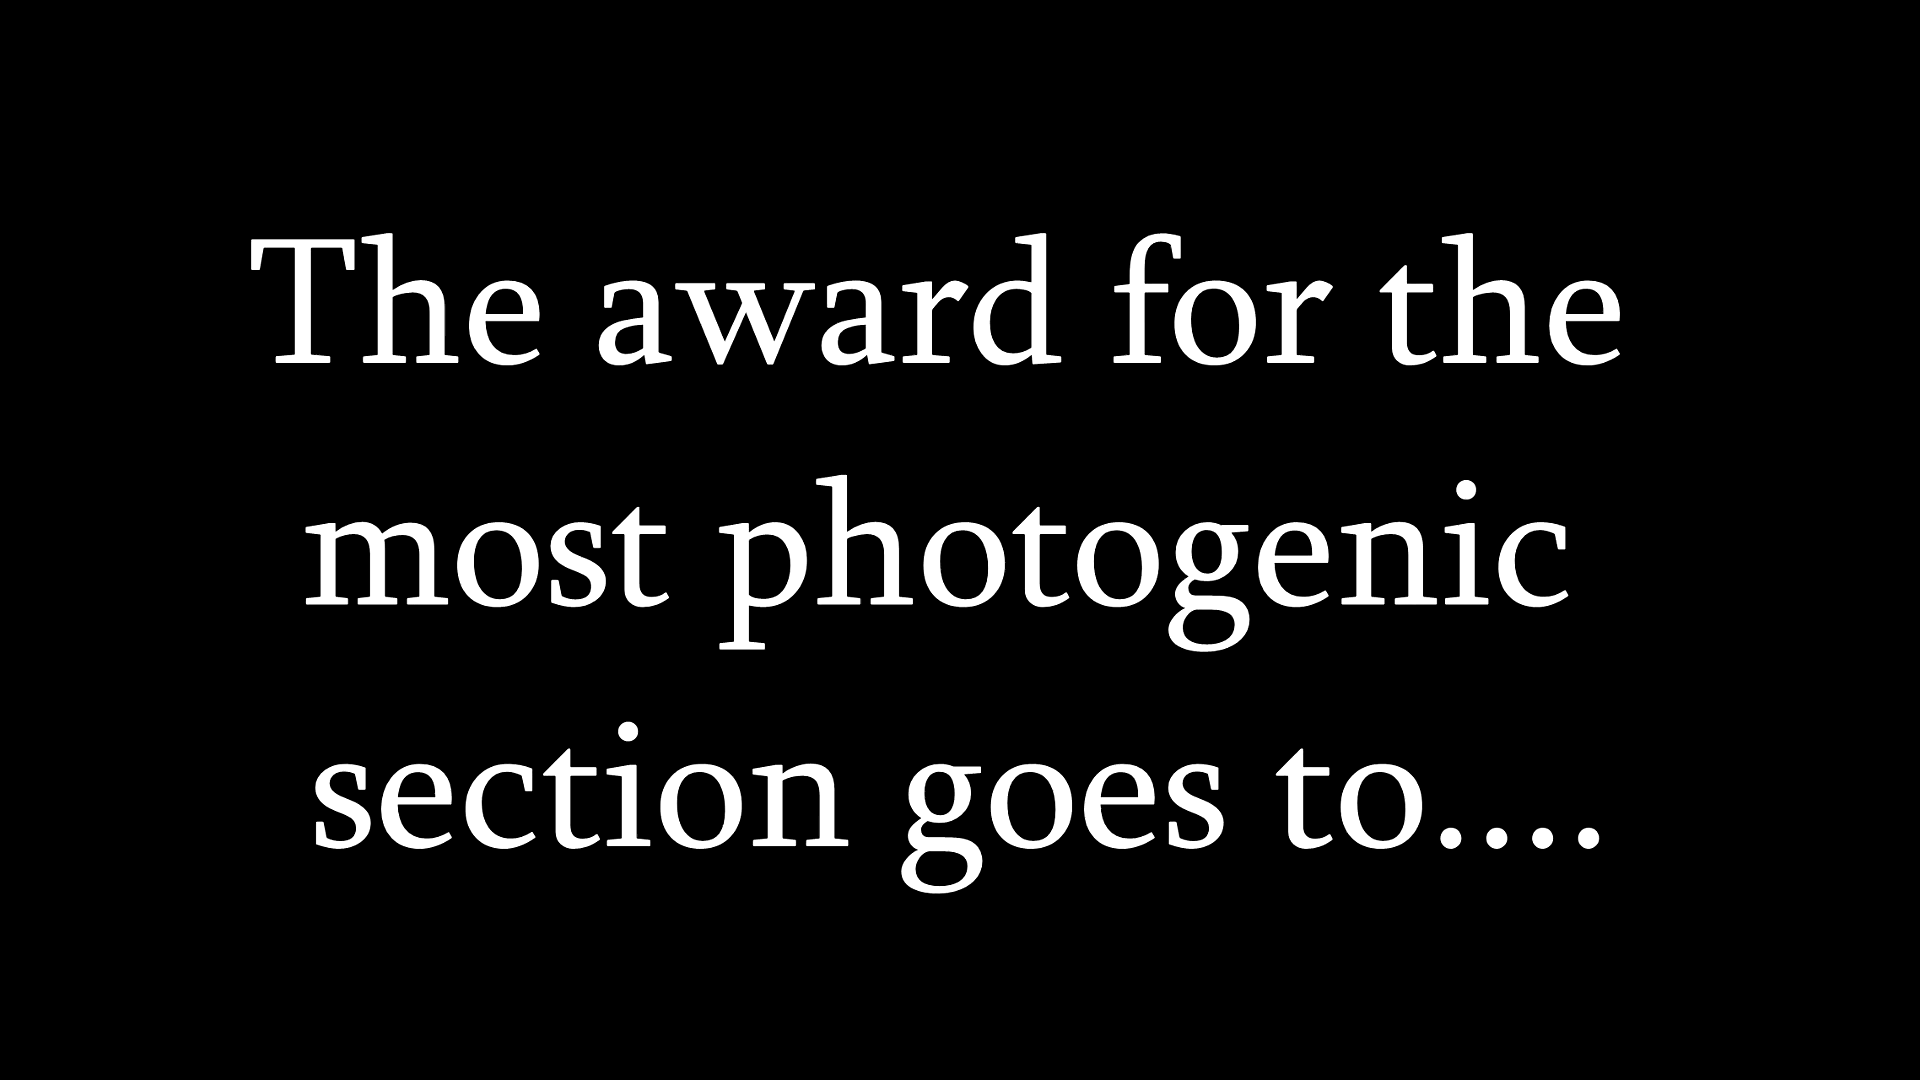 The award for the
most photogenic
section goes to....